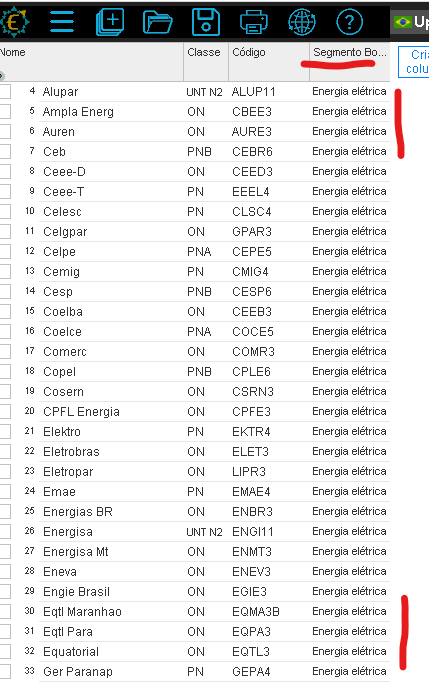 Up
Nome Classe Código Segmento Bo... Cria
colu
4 Alupar UNT N2 ALUP11 Energia elétrica
5 Ampla Energ ON CBEE3 Energia elétrica
6 Auren ON AURE3 Energia elétrica
7 Ceb PNB CEBR6 Energia elétrica
8 Ceee-D ON CEED3 Energia elétrica
9 Ceee-T PN EEEL4 Energia elétrica
10 Celesc PN CLSC4 Energia elétrica
11 Celgpar ON GPAR3 Energia elétrica
12 Celpe PNA CEPE5 Energia elétrica
13 Cemig PN CMIG4 Energia elétrica
14 Cesp PNB CESP6 Energia elétrica
15 Coelba ON CEEB3 Energia elétrica
16 Coelce PNA COCE5 Energia elétrica
17 Comerc ON COMR3 Energia elétrica
18 Copel PNB CPLE6 Energia elétrica
19 Cosern ON CSRN3 Energia elétrica
20 CPFL Energia ON CPFE3 Energia elétrica
21 Elektro PN EKTR4 Energia elétrica
22 Eletrobras ON ELET3 Energia elétrica
23 Eletropar ON LIPR3 Energia elétrica
24 Emae PN EMAE4 Energia elétrica
25 Energias BR ON ENBR3 Energia elétrica
26 Energisa UNT N2 ENGI11 Energia elétrica
27 Energisa Mt ON ENMT3 Energia elétrica
28 Eneva ON ENEV3 Energia elétrica
29 Engie Brasil ON EGIE3 Energia elétrica
30 Eqtl Maranhao ON EQMA3B Energia elétrica
31 Eqtl Para ON EQPA3 Energia elétrica
32 Equatorial ON EQTL3 Energia elétrica
33 Ger Paranap PN GEPA4 Energia elétrica